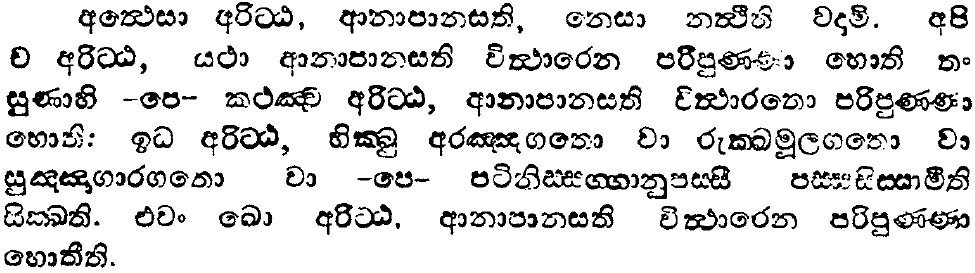 අත්ථෙසා අරිට්ඨ, ආනාපානසති, නෙසා නත්ථීති වදාමි. අපි
ච අරිට්ඨ, යථා ආනාපානසති විත්ථාරෙන පරිපුණ්ණා හොති තං
සුණාහි -පෙ- කථඤ්ච අරිට්ඨ, ආනාපානසති විත්ථාරතො පරිපුණ්ණා
හොති: ඉධ අරිට්ඨ, භික්ඛු අරඤ්ඤගතො වා රුක්ඛමූලගතො වා
සුඤ්ඤාගාරගතො වා -පෙ- පටිනිස්සග්ගානුපස්සී පස්සසිස්සාමීති
සික්ඛති. එවං ඛො අරිට්ඨ, ආනාපානසති විත්ථාරෙන පරිපුණ්ණා
හොතීති.